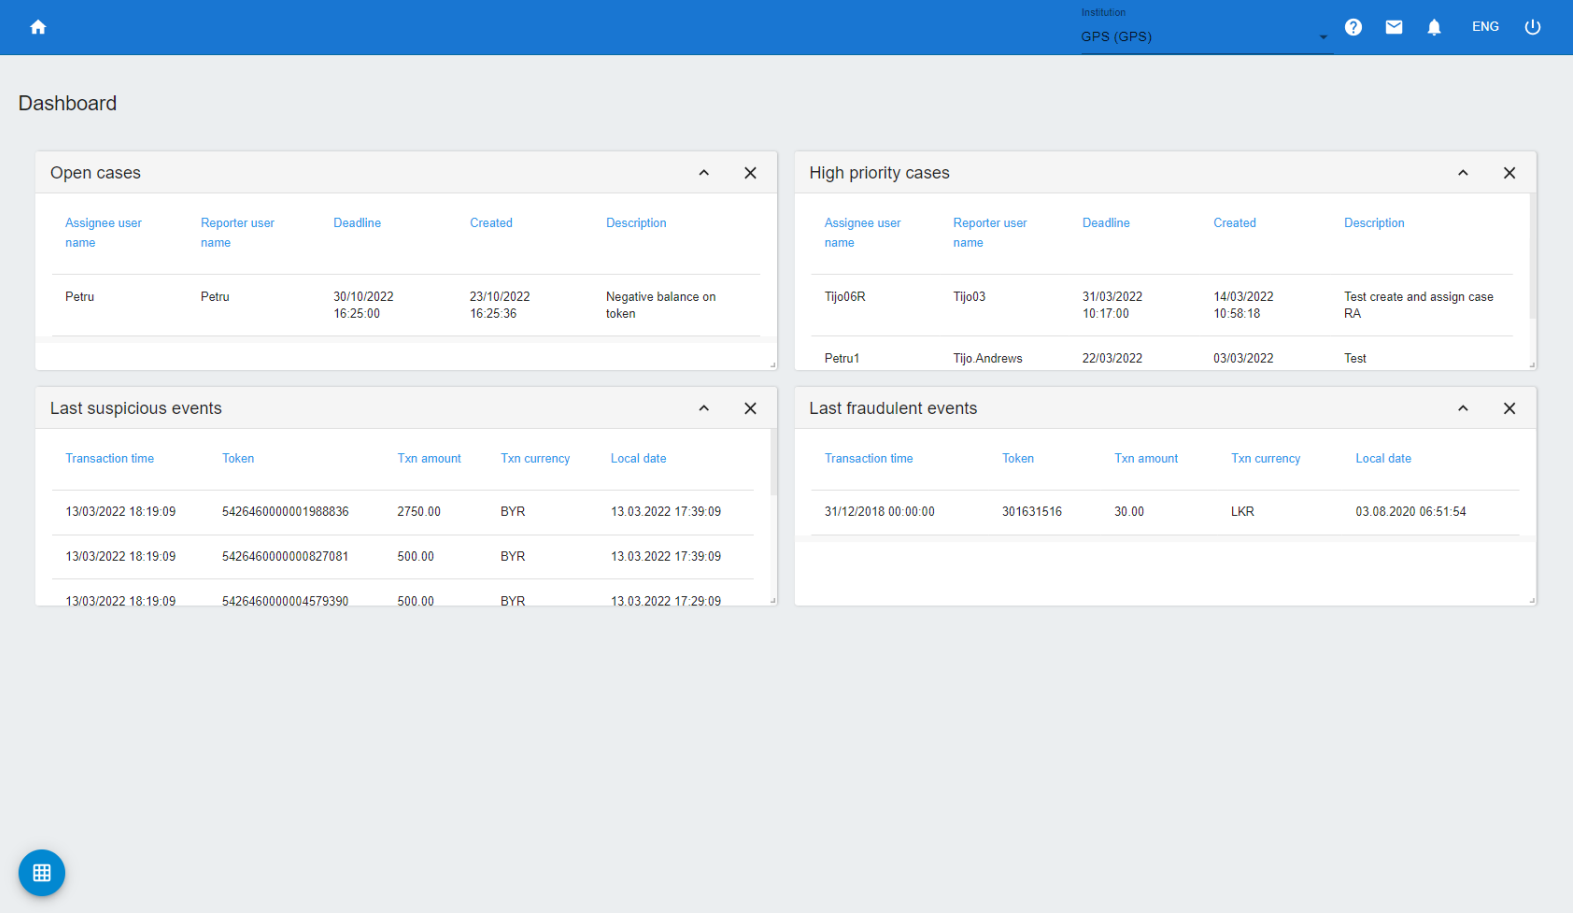 Institution
GPS (GPS)
ENG
Dashboard
Open cases
Assignee user name Reporter user name Deadline Created Description
Petru Petru 30/10/2022 16:25:00 23/10/2022 16:25:36 Negative balance on token
High priority cases
Assignee user name Reporter user name Deadline Created Description
Tijo06R Tijo03 31/03/2022 10:17:00 14/03/2022 10:58:18 Test create and assign case RA
Petru1 Tijo.Andrews 22/03/2022 03/03/2022 Test
Last suspicious events
Transaction time Token Txn amount Txn currency Local date
13/03/2022 18:19:09 5426460000001988836 2750.00 BYR 13.03.2022 17:39:09
13/03/2022 18:19:09 5426460000000827081 500.00 BYR 13.03.2022 17:39:09
13/03/2022 18:19:09 5426460000004579390 500.00 BYR 13.03.2022 17:29:09
Last fraudulent events
Transaction time Token Txn amount Txn currency Local date
31/12/2018 00:00:00 301631516 30.00 LKR 03.08.2020 06:51:54